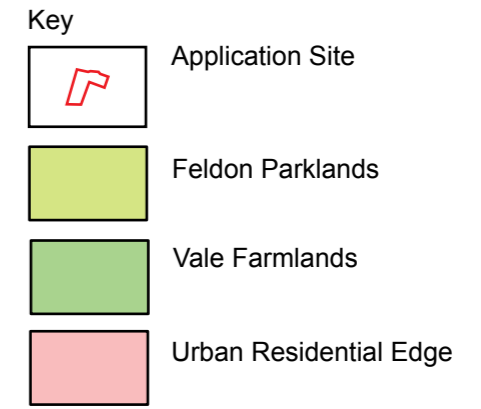 Key
Application Site
Feldon Parklands
Vale Farmlands
Urban Residential Edge